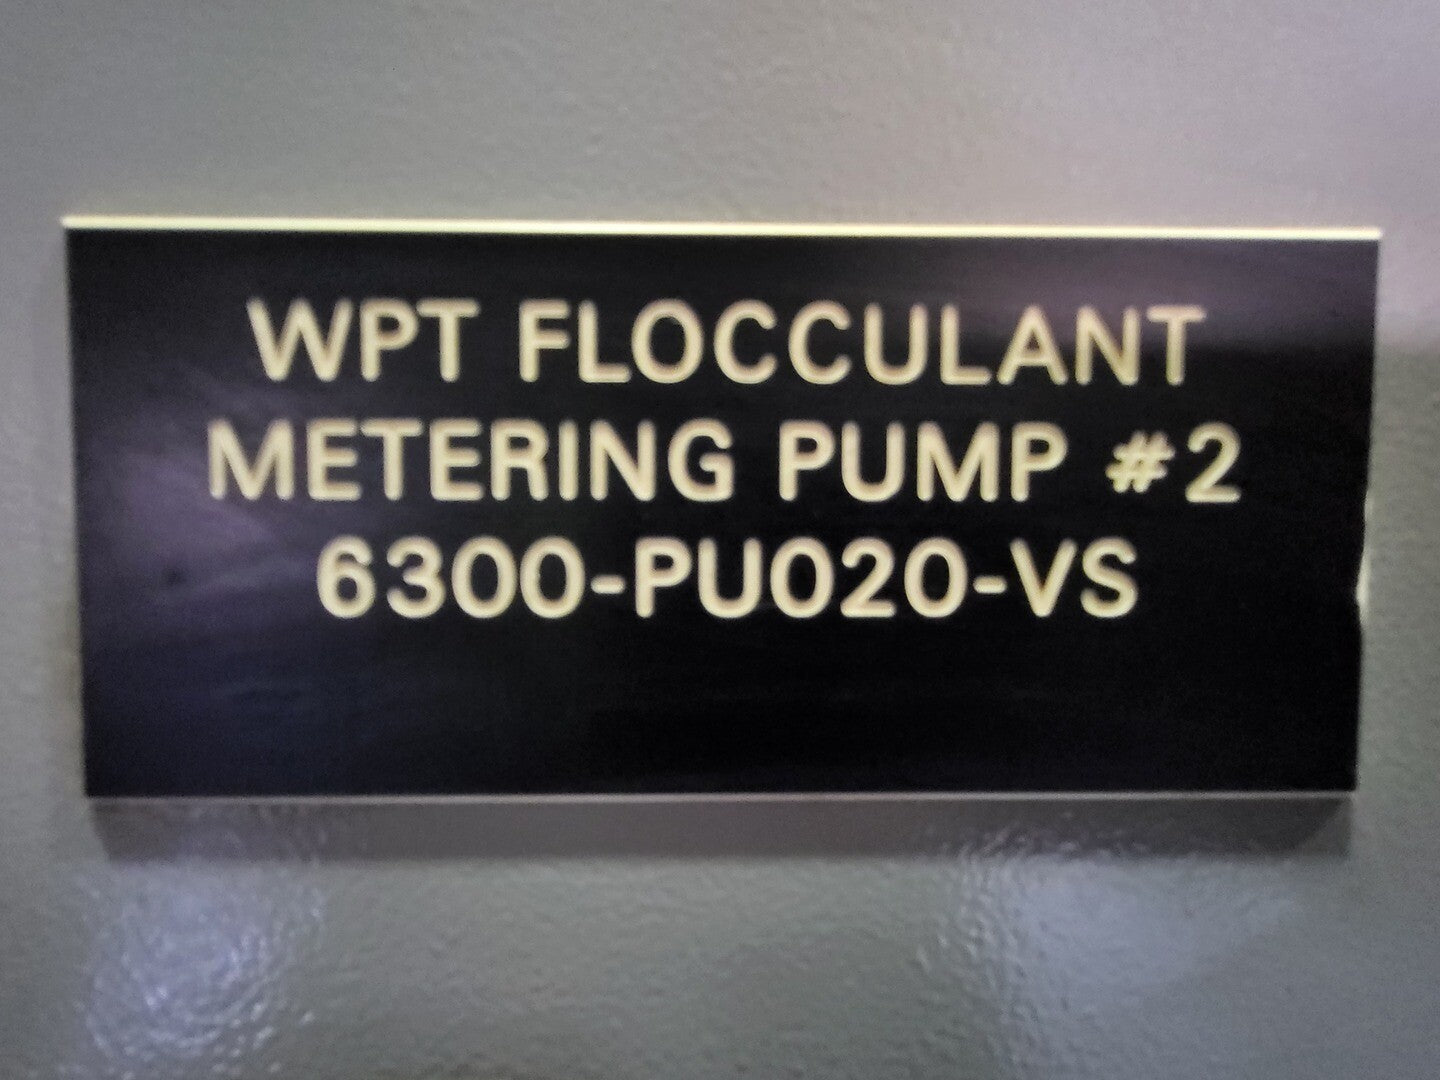 WPT FLOCCULANT
METERING PUMP #2
6300-PU020-VS